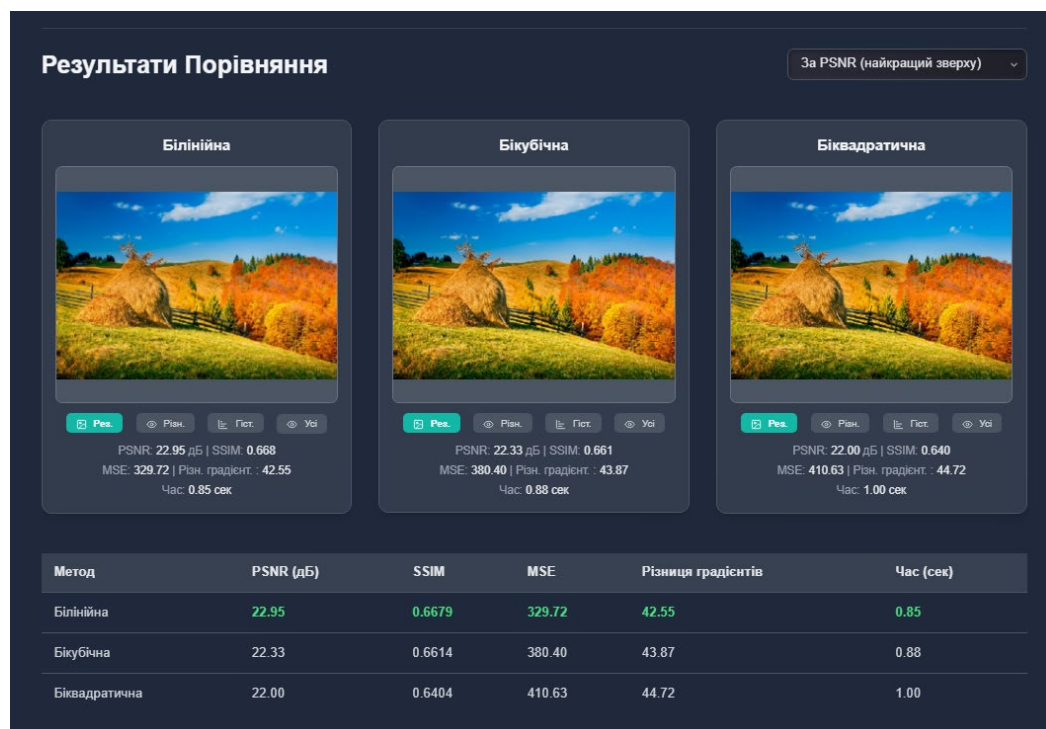 Результати Порівняння
За PSNR (найкращий зверху)
Білінійна
Рез. Різн. Гіст. Усі
PSNR: 22.95 дБ | SSIM: 0.668
MSE: 329.72 | Різн. градієнт. : 42.55
Час: 0.85 сек
Бікубічна
Рез. Різн. Гіст. Усі
PSNR: 22.33 дБ | SSIM: 0.661
MSE: 380.40 | Різн. градієнт. : 43.87
Час: 0.88 сек
Біквадратична
Рез. Різн. Гіст. Усі
PSNR: 22.00 дБ | SSIM: 0.640
MSE: 410.63 | Різн. градієнт. : 44.72
Час: 1.00 сек
Метод PSNR (дБ) SSIM MSE Різниця градієнтів Час (сек)
Білінійна 22.95 0.6679 329.72 42.55 0.85
Бікубічна 22.33 0.6614 380.40 43.87 0.88
Біквадратична 22.00 0.6404 410.63 44.72 1.00